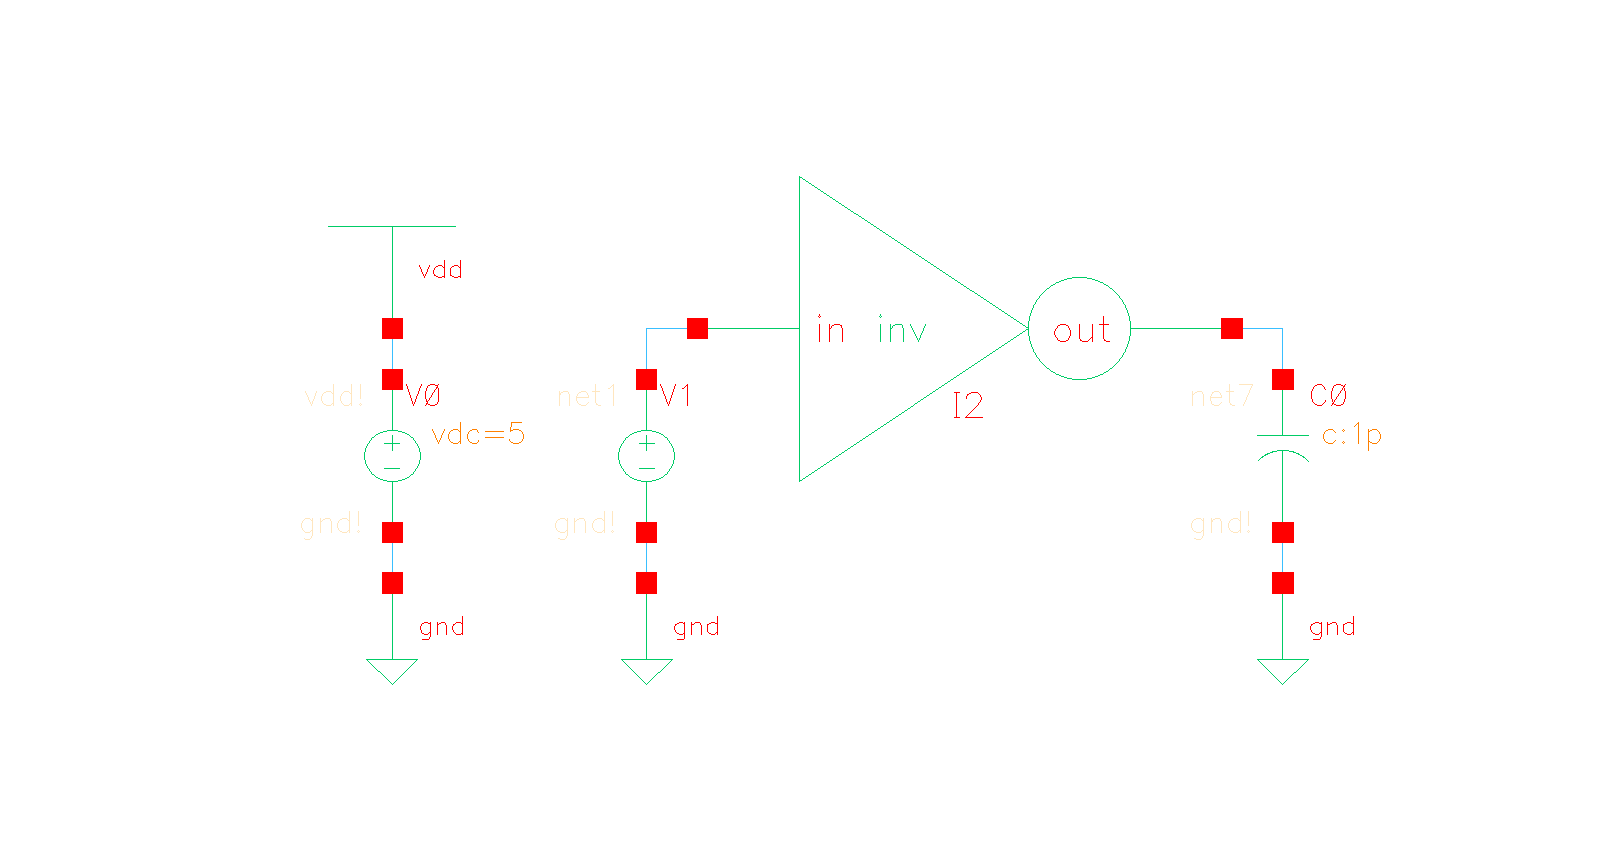 vdd
in inv out
vdd! V0 net1 V1 I2 net7 C0
vdc=5 c:1p
gnd! gnd! gnd!
gnd gnd gnd